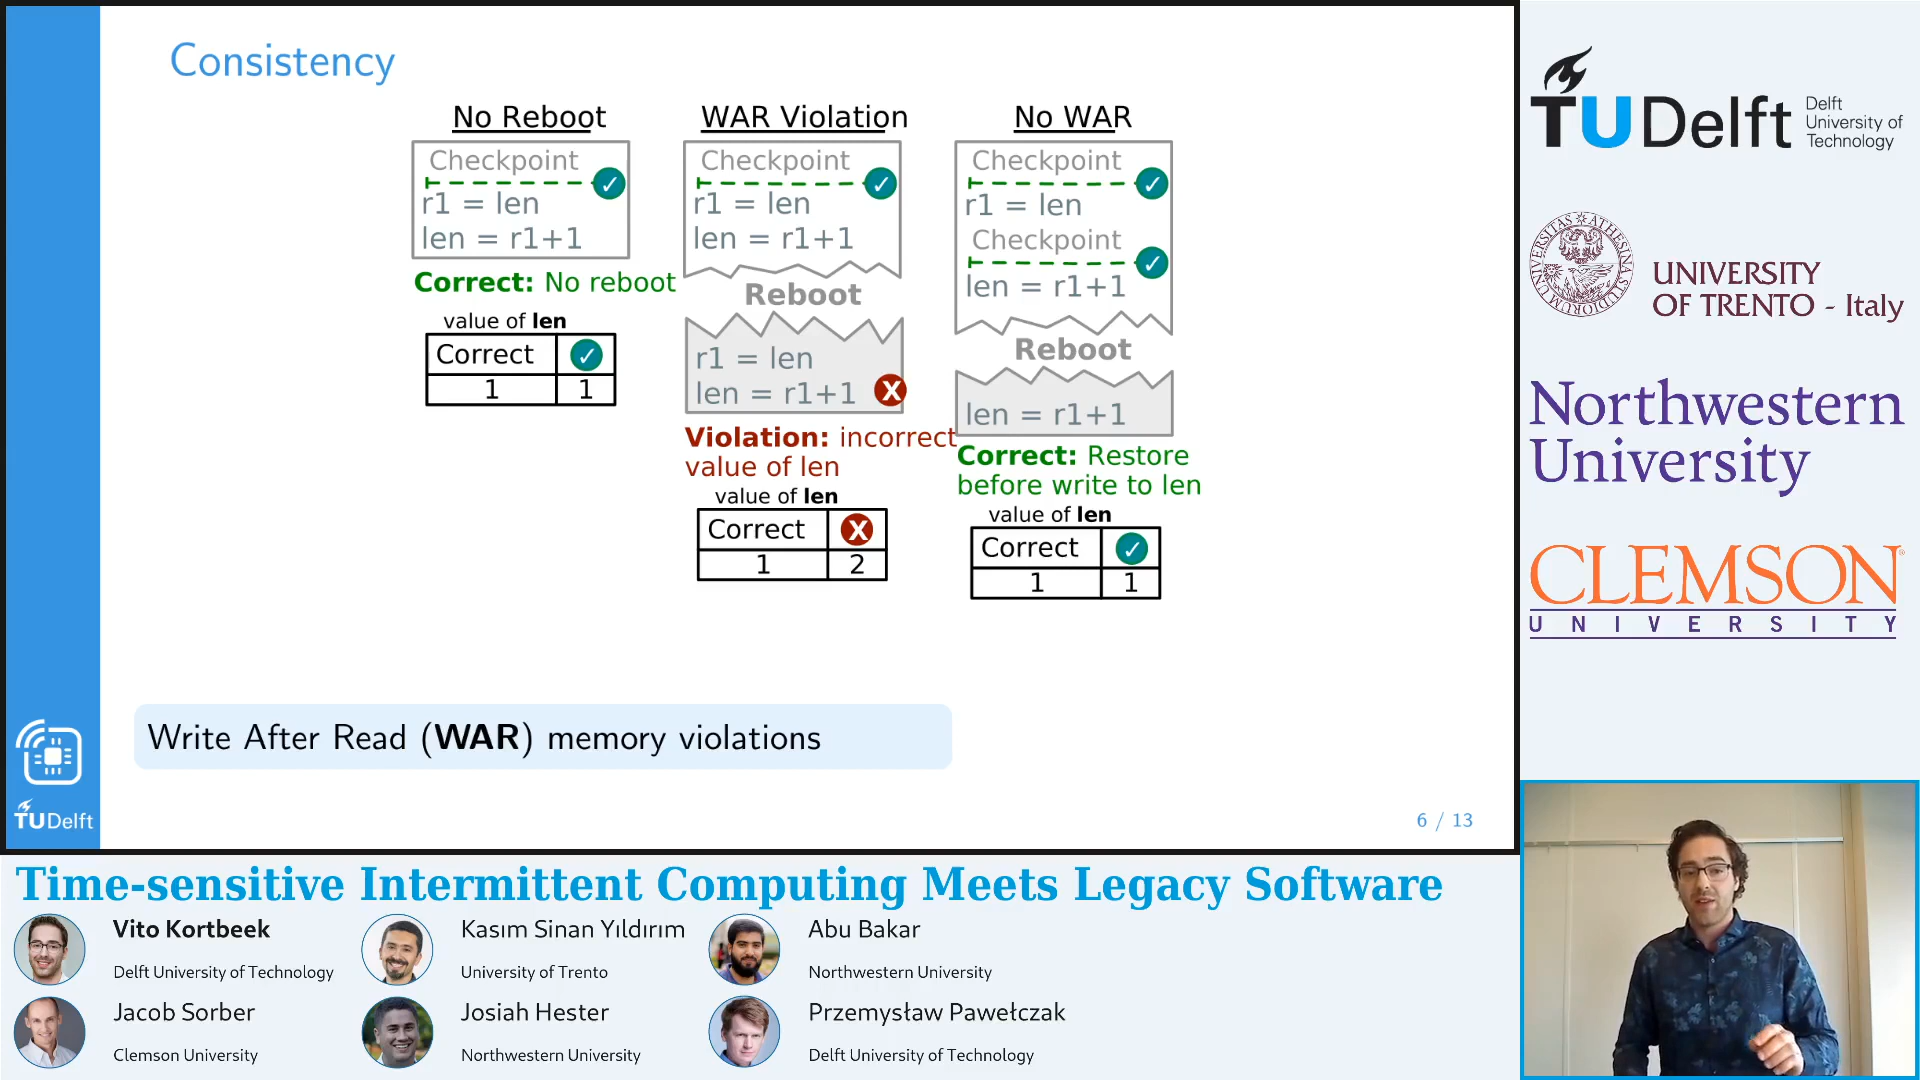 Consistency
No Reboot
Checkpoint
r1 = len
len = r1+1
Correct: No reboot
value of len
Correct ✓
1 1
WAR Violation
Checkpoint
r1 = len
len = r1+1
Reboot
r1 = len
len = r1+1 X
Violation: incorrect
value of len
value of len
Correct X
1 2
No WAR
Checkpoint
r1 = len
Checkpoint
len = r1+1
Reboot
len = r1+1
Correct: Restore
before write to len
value of len
Correct ✓
1 1
Write After Read (WAR) memory violations
TUDelft
6 / 13
TUDelft
Delft
University of
Technology
UNIVERSITY
OF TRENTO - Italy
Northwestern
University
CLEMSON
UNIVERSITY
Time-sensitive Intermittent Computing Meets Legacy Software
Vito Kortbeek
Delft University of Technology
Kasım Sinan Yıldırım
University of Trento
Abu Bakar
Northwestern University
Jacob Sorber
Clemson University
Josiah Hester
Northwestern University
Przemysław Pawełczak
Delft University of Technology